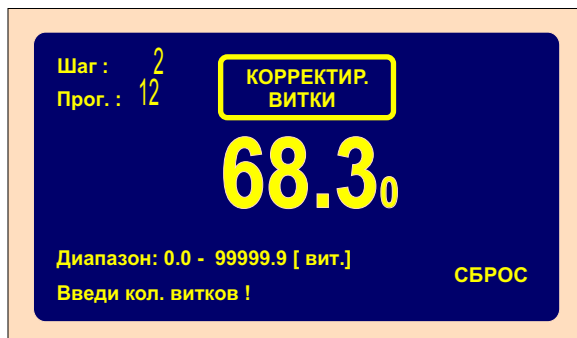 Шаг : 2
Прог. : 12
КОРРЕКТИР.
ВИТКИ
68.30
Диапазон: 0.0 - 99999.9 [ вит.]
Введи кол. витков !
СБРОС